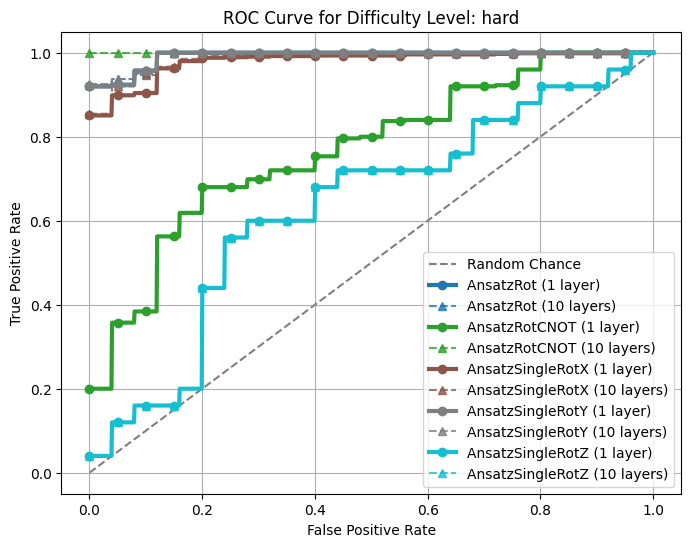 ROC Curve for Difficulty Level: hard
True Positive Rate
1.0
0.8
0.6
0.4
0.2
0.0
Random Chance
AnsatzRot (1 layer)
AnsatzRot (10 layers)
AnsatzRotCNOT (1 layer)
AnsatzRotCNOT (10 layers)
AnsatzSingleRotX (1 layer)
AnsatzSingleRotX (10 layers)
AnsatzSingleRotY (1 layer)
AnsatzSingleRotY (10 layers)
AnsatzSingleRotZ (1 layer)
AnsatzSingleRotZ (10 layers)
0.0 0.2 0.4 0.6 0.8 1.0
False Positive Rate